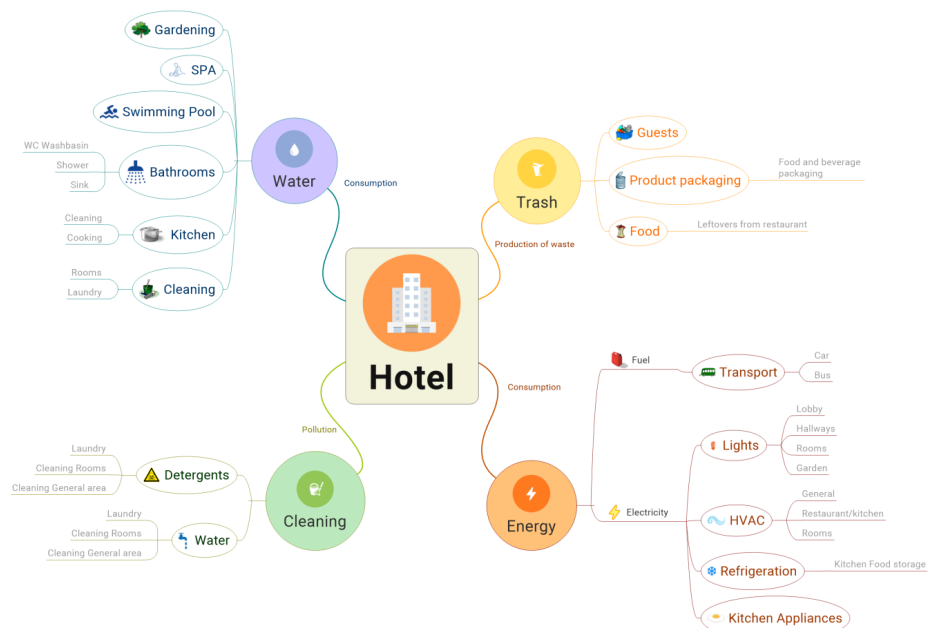 Gardening
SPA
Swimming Pool
WC Washbasin
Shower
Sink
Bathrooms
Cleaning
Cooking
Kitchen
Rooms
Laundry
Cleaning
Water
Consumption
Trash
Production of waste
Guests
Product packaging
Food and beverage
packaging
Food
Leftovers from restaurant
Hotel
Pollution
Cleaning
Laundry
Cleaning Rooms
Cleaning General area
Detergents
Laundry
Cleaning Rooms
Cleaning General area
Water
Consumption
Energy
Fuel
Transport
Car
Bus
Electricity
Lights
Lobby
Hallways
Rooms
Garden
HVAC
General
Restaurant/kitchen
Rooms
Refrigeration
Kitchen Food storage
Kitchen Appliances